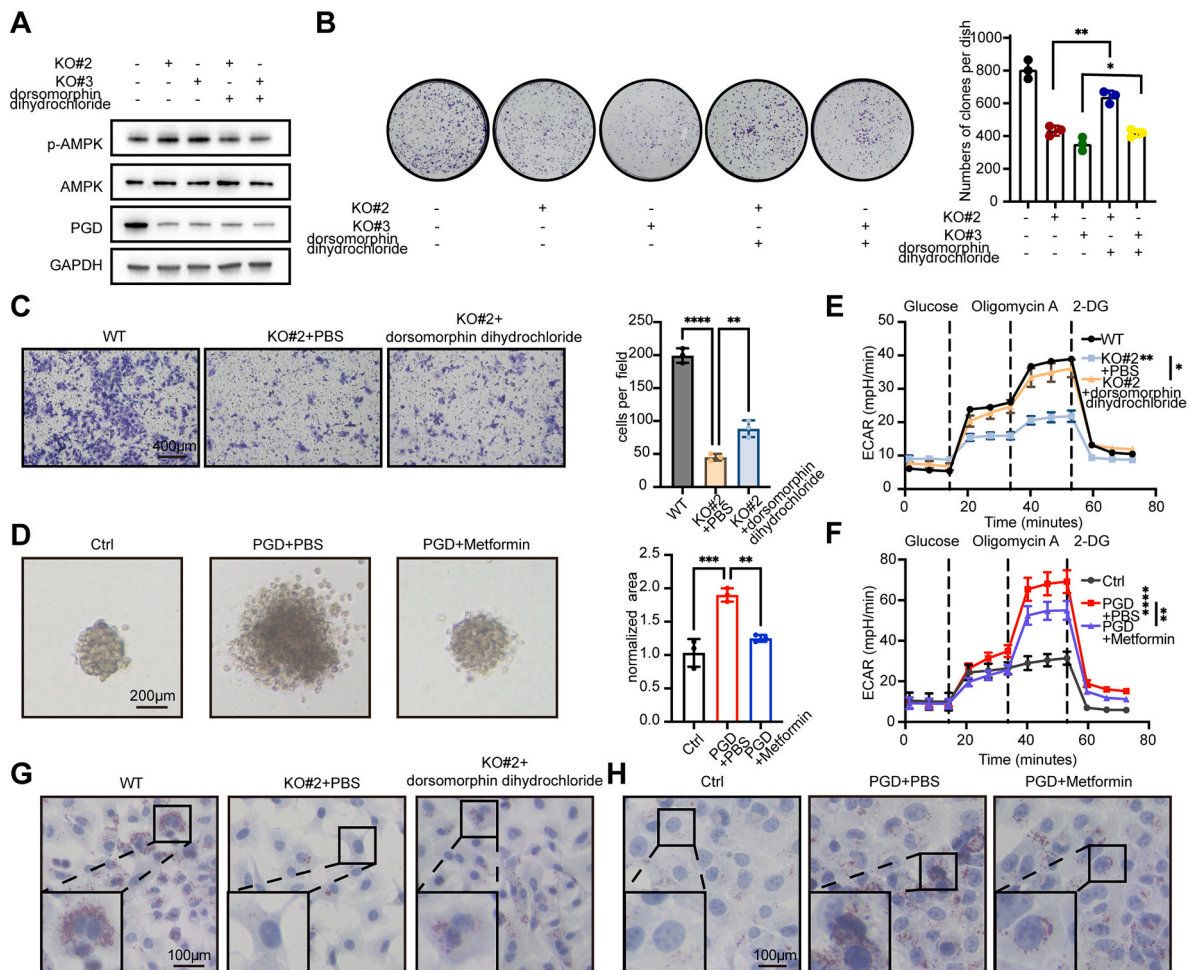 A
KO#2 - + - + -
KO#3 - - + - +
dorsomorphin
dihydrochloride - - - + +
p-AMPK
AMPK
PGD
GAPDH
B
KO#2 - + - + -
KO#3 - - + - +
dorsomorphin
dihydrochloride - - - + +
Numbers of clones per dish
1000
800
600
400
200
0
**
*
KO#2 - + - + -
KO#3 - - + - +
dorsomorphin
dihydrochloride - - - + +
C
WT
KO#2+PBS
KO#2+
dorsomorphin dihydrochloride
400μm
cells per field
250
200
150
100
50
0
**** **
WT
KO#2
+PBS
KO#2
+dorsomorphin
dihydrochloride
D
Ctrl
PGD+PBS
PGD+Metformin
200μm
normalized area
2.5
2.0
1.5
1.0
0.5
0.0
*** **
Ctrl
PGD
+PBS
PGD
+Metformin
E
Glucose Oligomycin A 2-DG
ECAR (mpH/min)
50
40
30
20
10
0
WT
KO#2 **
+PBS
KO#2
+dorsomorphin
dihydrochloride
*
0 20 40 60 80
Time (minutes)
F
Glucose Oligomycin A 2-DG
ECAR (mpH/min)
80
60
40
20
0
Ctrl
PGD
+PBS
PGD
+Metformin
****
**
0 20 40 60 80
Time (minutes)
G
WT
KO#2+PBS
KO#2+
dorsomorphin dihydrochloride
100μm
H
Ctrl
PGD+PBS
PGD+Metformin
100μm